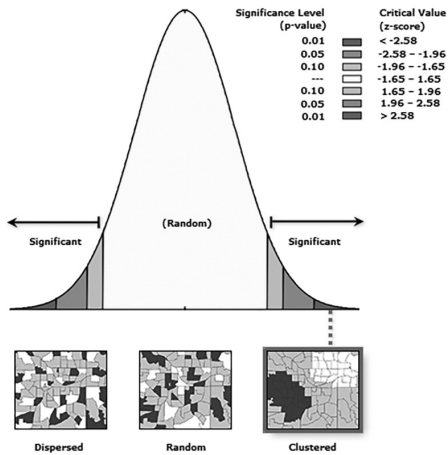 Significance Level Critical Value
(p-value) (z-score)
0.01 < -2.58
0.05 -2.58 – -1.96
0.10 -1.96 – -1.65
--- -1.65 – 1.65
0.10 1.65 – 1.96
0.05 1.96 – 2.58
0.01 > 2.58
Significant (Random) Significant
Dispersed Random Clustered